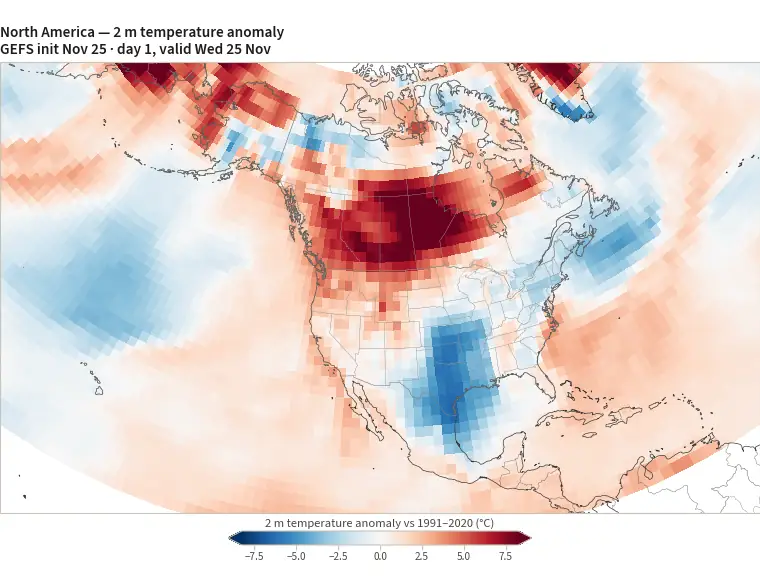 North America — 2 m temperature anomaly
GEFS init Nov 25 · day 1, valid Wed 25 Nov
2 m temperature anomaly vs 1991–2020 (°C)
−7.5 −5.0 −2.5 0.0 2.5 5.0 7.5